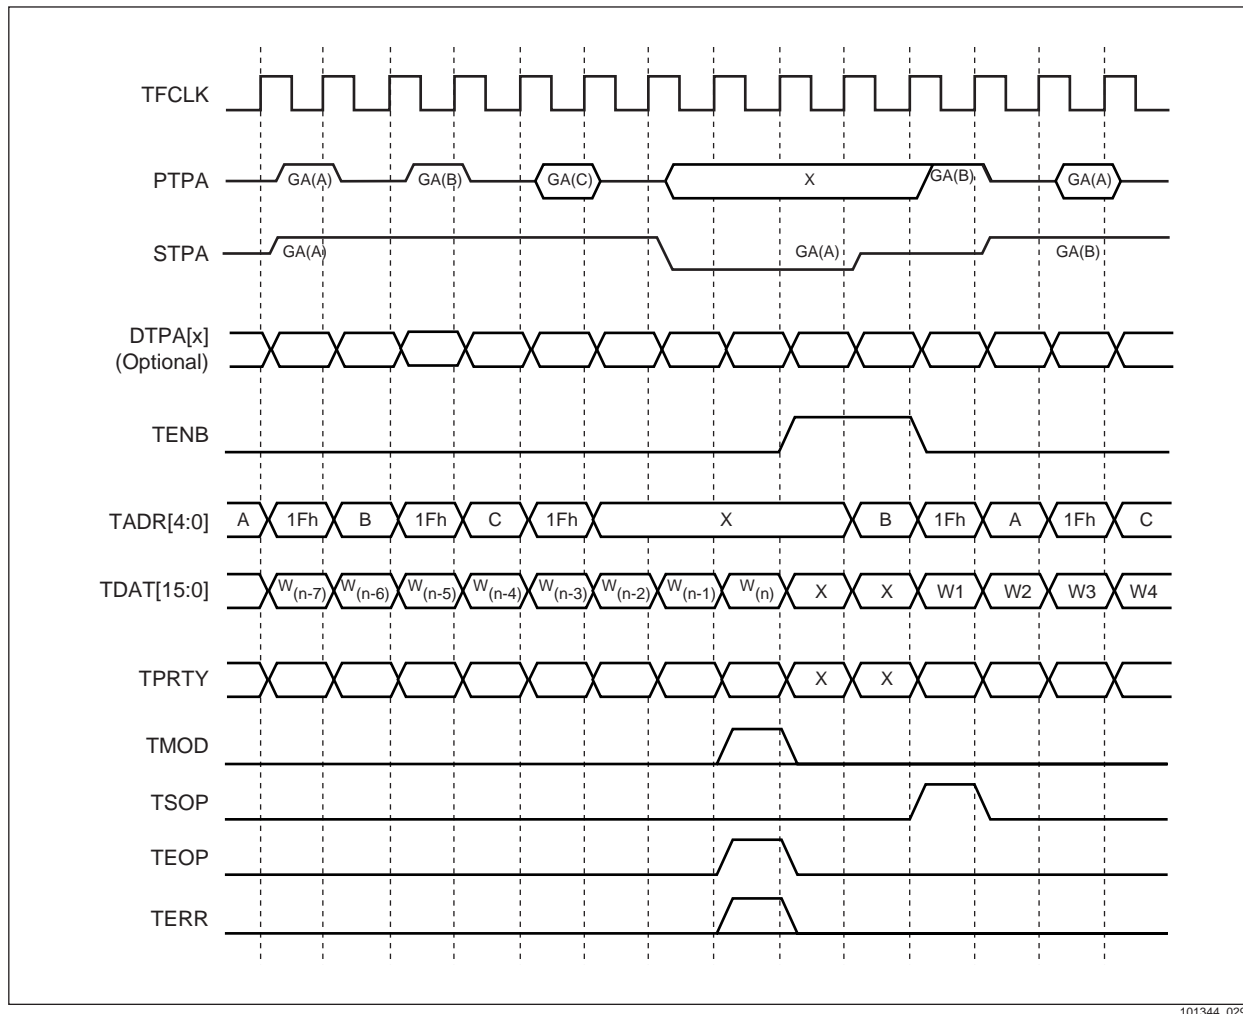 TFCLK
PTPA GA(A) GA(B) GA(C) X GA(B) GA(A)
STPA GA(A) GA(A) GA(B)
DTPA[x]
(Optional)
TENB
TADR[4:0] A 1Fh B 1Fh C 1Fh X B 1Fh A 1Fh C
TDAT[15:0] W(n-7) W(n-6) W(n-5) W(n-4) W(n-3) W(n-2) W(n-1) W(n) X X W1 W2 W3 W4
TPRTY X X
TMOD
TSOP
TEOP
TERR
101344_029